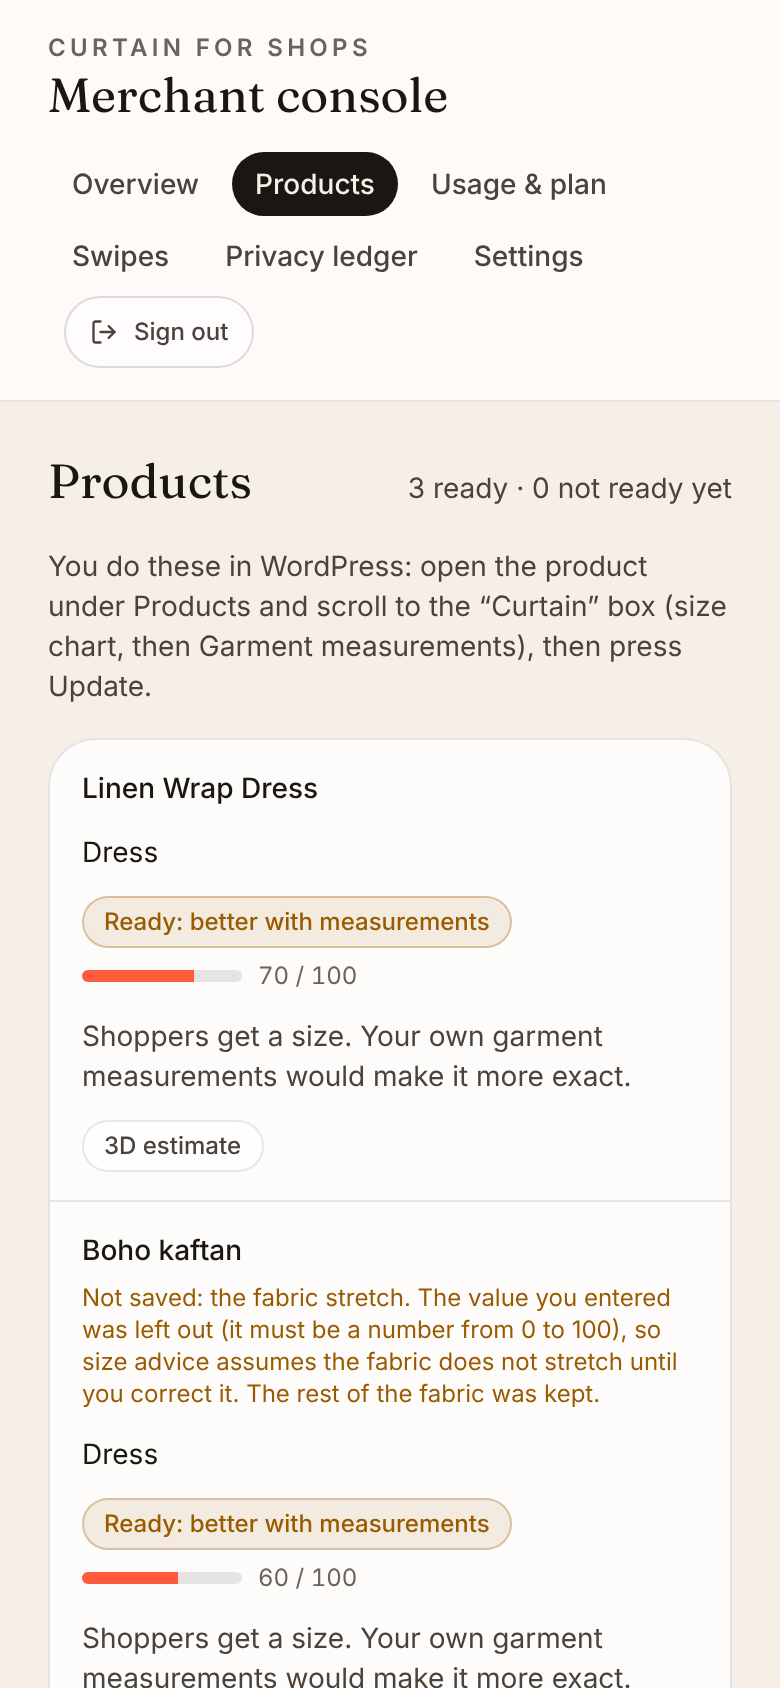 CURTAIN FOR SHOPS
Merchant console
Overview
Products
Usage & plan
Swipes
Privacy ledger
Settings
Sign out
Products
3 ready · 0 not ready yet
You do these in WordPress: open the product
under Products and scroll to the “Curtain” box (size
chart, then Garment measurements), then press
Update.
Linen Wrap Dress
Dress
Ready: better with measurements
70 / 100
Shoppers get a size. Your own garment
measurements would make it more exact.
3D estimate
Boho kaftan
Not saved: the fabric stretch. The value you entered
was left out (it must be a number from 0 to 100), so
size advice assumes the fabric does not stretch until
you correct it. The rest of the fabric was kept.
Dress
Ready: better with measurements
60 / 100
Shoppers get a size. Your own garment
measurements would make it more exact.